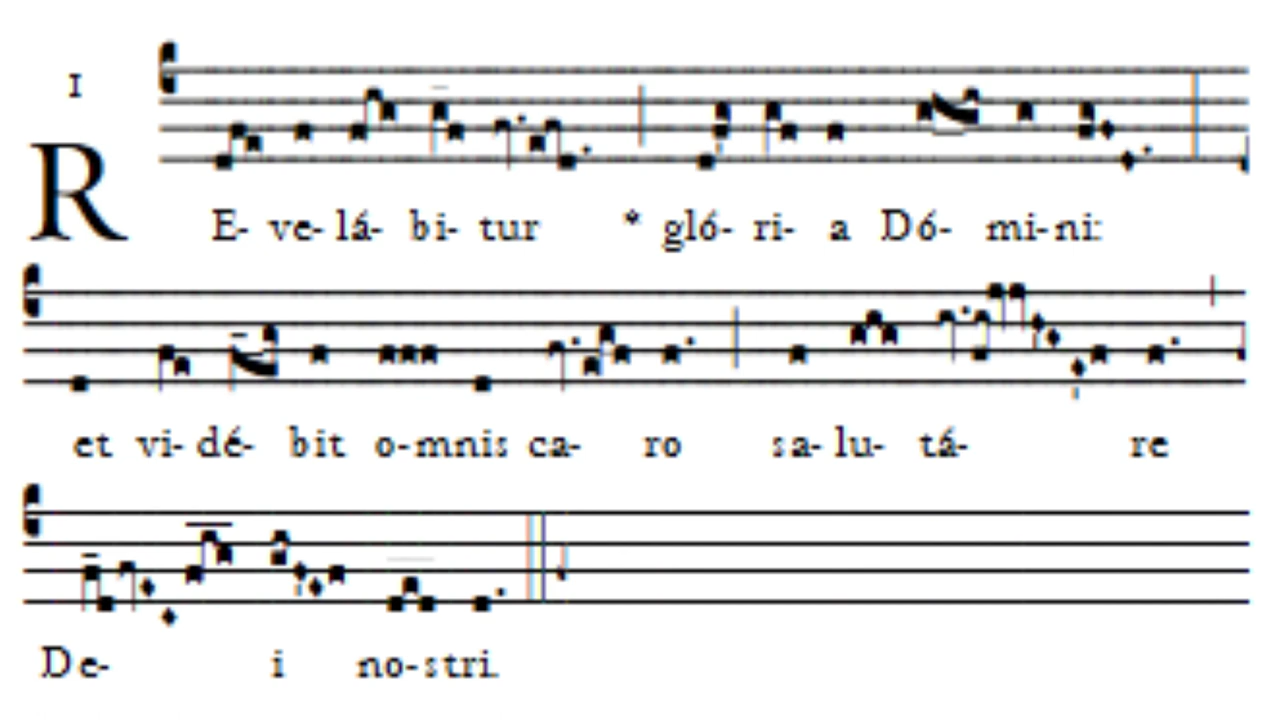 I
RE- ve- lá- bi- tur * gló- ri- a Dó- mi- ni:
et vi- dé- bit o- mnis ca- ro sa- lu- tá- re
De- i no- stri.